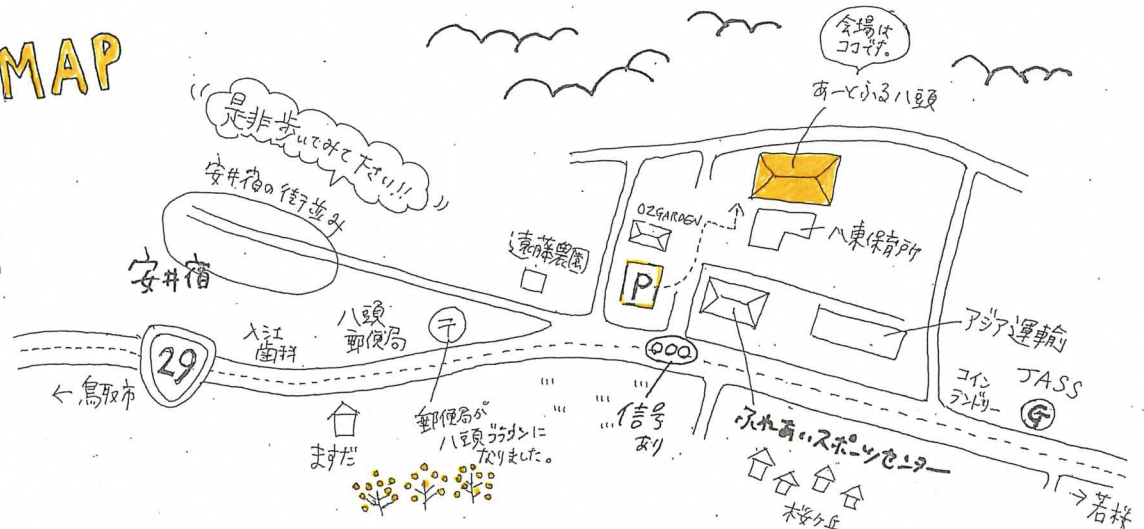 MAP
会場は
ココです。
あーとふる八頭
是非歩いてみて下さい!!
安井宿の街並み
安井宿
遠藤農園
OZGARDEN
P
八東保育所
アジア運輸
入江
歯科
八頭
郵便局
〒
29
← 鳥取市
ますだ
郵便局が
八頭ブラウンに
なりました。
信号
あり
ふれあいスポーツセンター
コイン
ランドリー
JASS
G
桜ヶ丘
→ 若桜